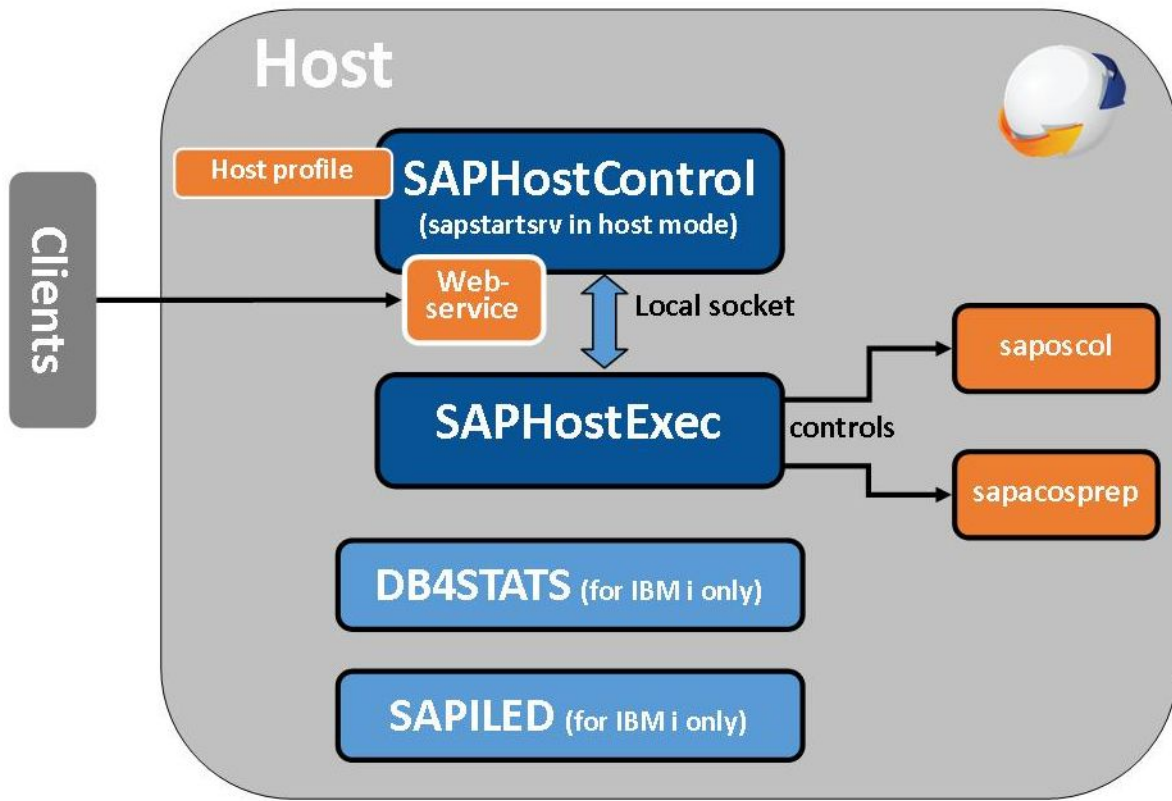 Host
Host profile
SAPHostControl
(sapstartsrv in host mode)
Clients
Web-
service
Local socket
saposcol
SAPHostExec
controls
sapacosprep
DB4STATS (for IBM i only)
SAPILED (for IBM i only)